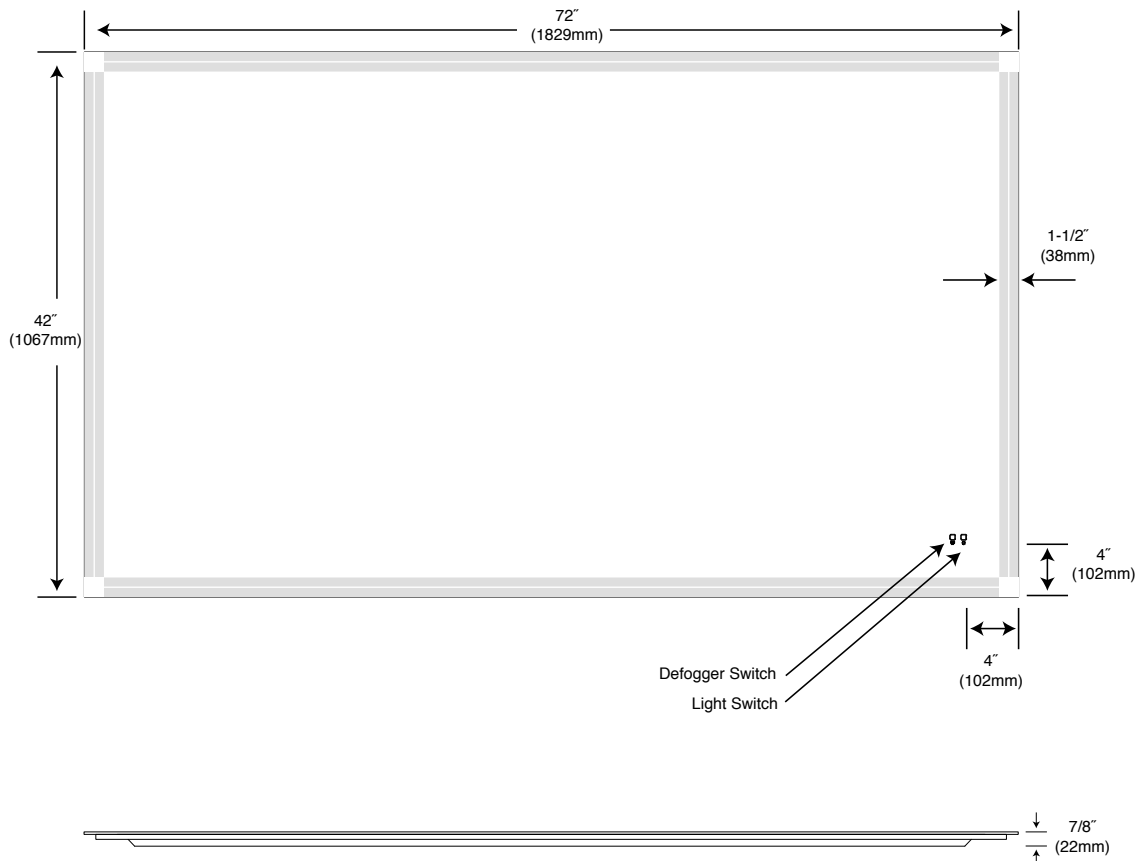 72˝
(1829mm)
1-1/2˝
(38mm)
42˝
(1067mm)
4˝
(102mm)
4˝
(102mm)
Defogger Switch
Light Switch
7/8˝
(22mm)